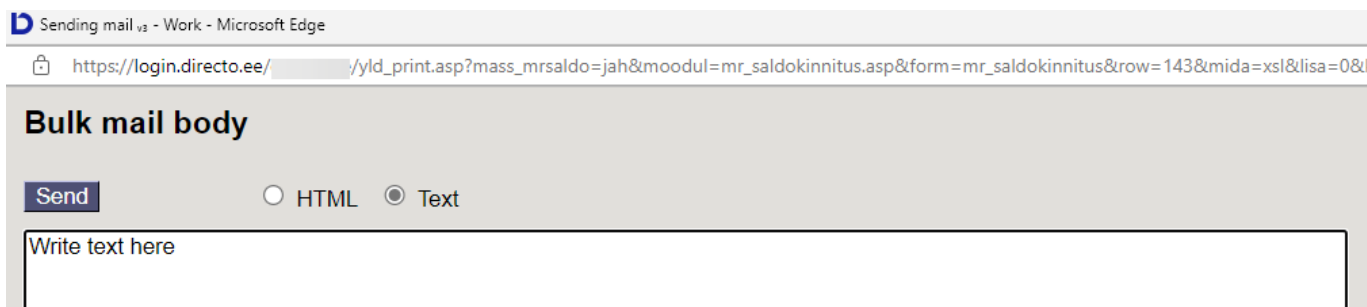 Sending mail v3 - Work - Microsoft Edge
https://login.directo.ee/ /yld_print.asp?mass_mrsaldo=jah&moodul=mr_saldokinnitus.asp&form=mr_saldokinnitus&row=143&mida=xsl&lisa=0&
Bulk mail body
Send HTML Text
Write text here